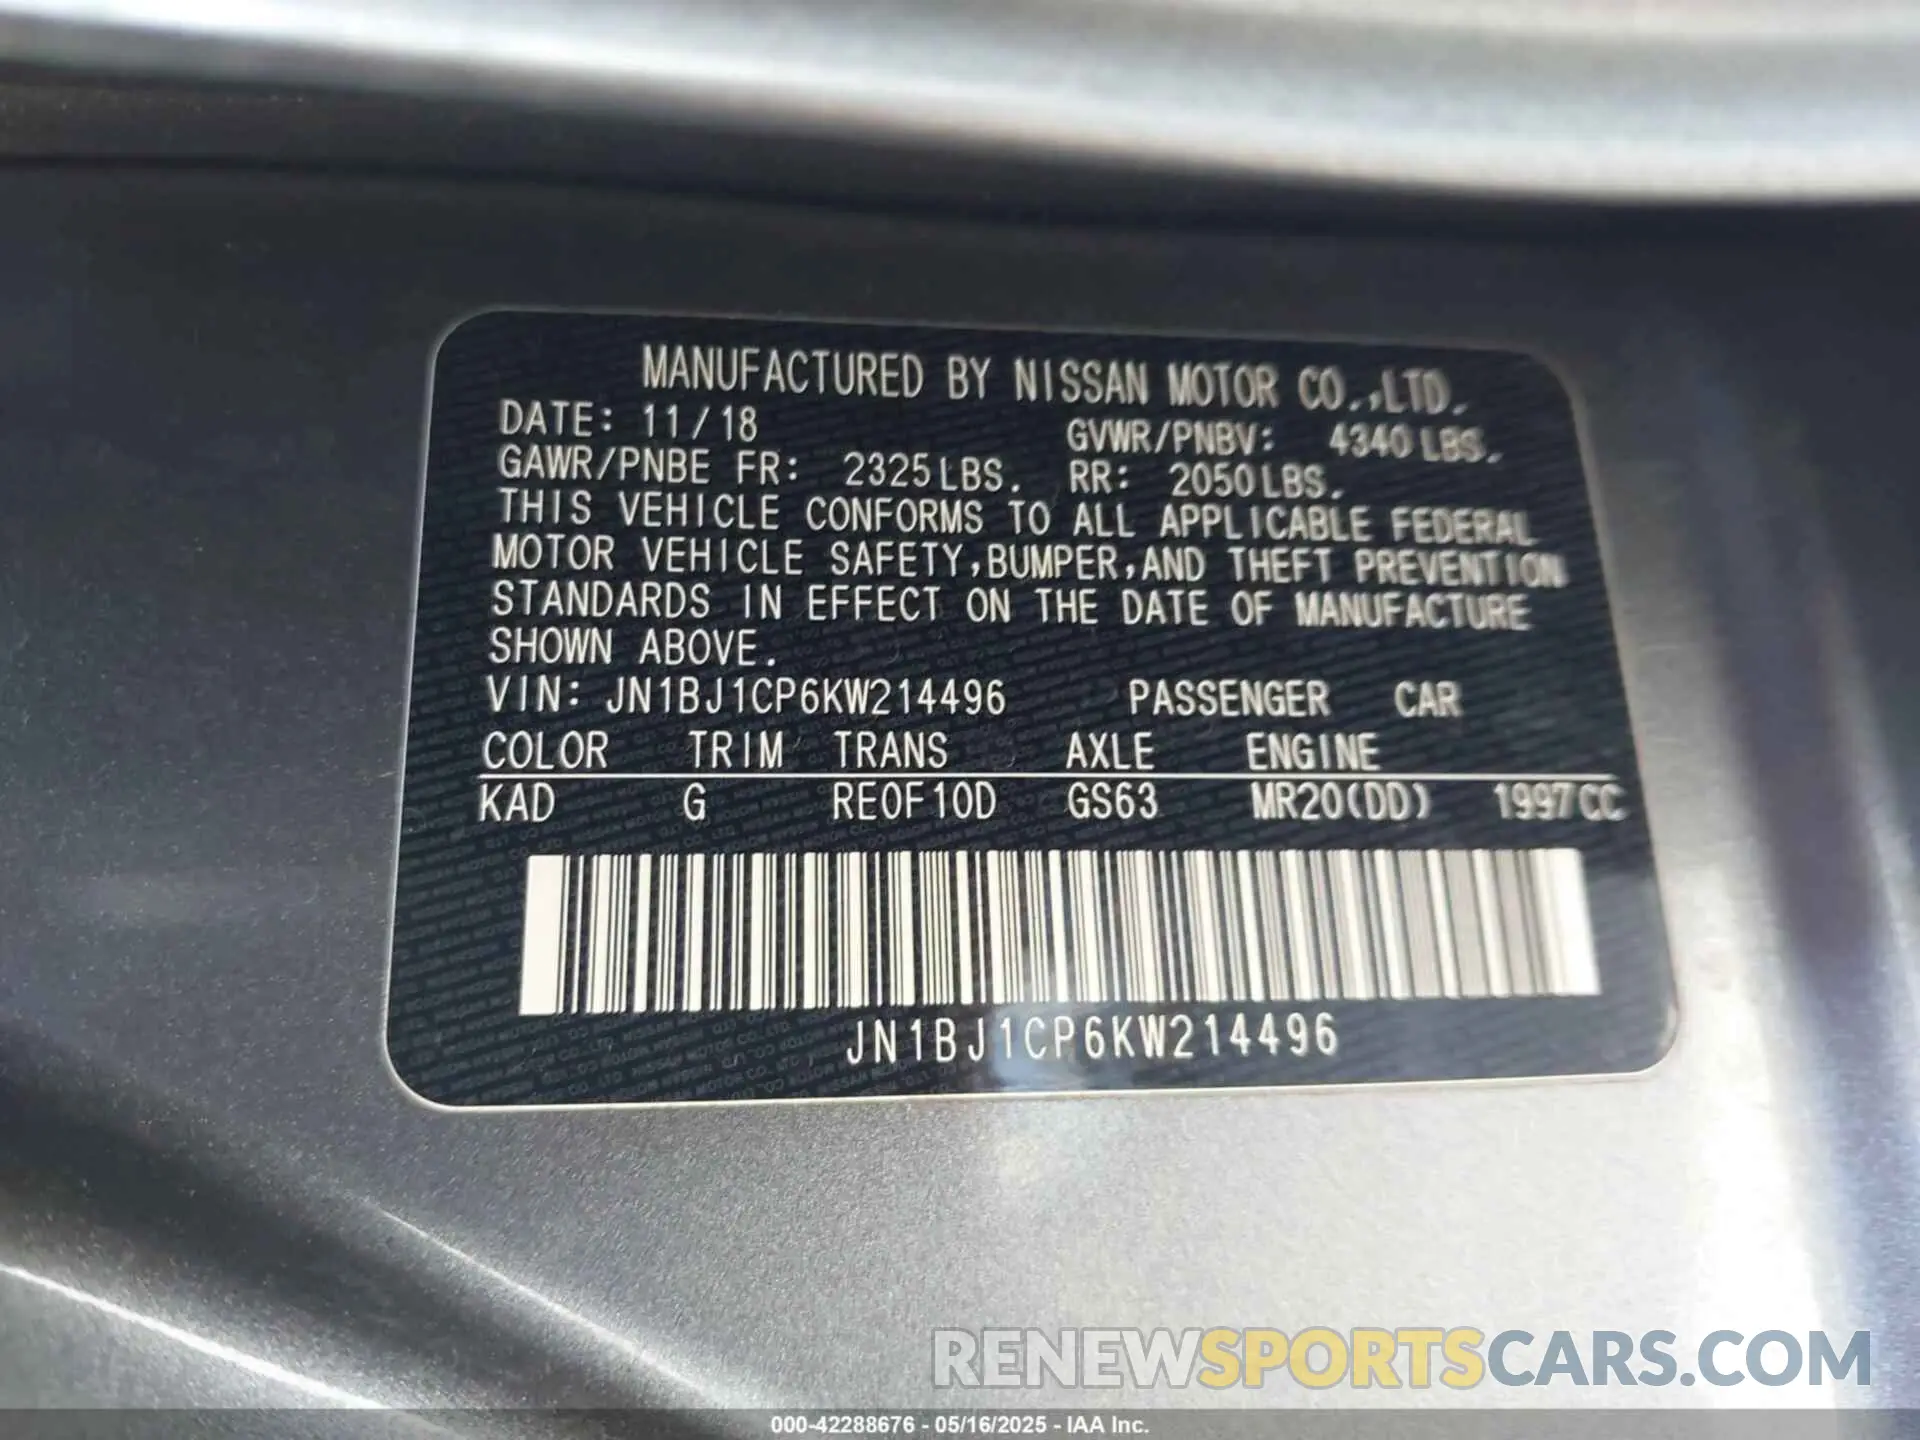 MANUFACTURED BY NISSAN MOTOR CO.,LTD.
DATE: 11/18 GVWR/PNBV: 4340 LBS.
GAWR/PNBE FR: 2325 LBS. RR: 2050 LBS.
THIS VEHICLE CONFORMS TO ALL APPLICABLE FEDERAL
MOTOR VEHICLE SAFETY,BUMPER,AND THEFT PREVENTION
STANDARDS IN EFFECT ON THE DATE OF MANUFACTURE
SHOWN ABOVE.
VIN: JN1BJ1CP6KW214496 PASSENGER CAR
COLOR TRIM TRANS AXLE ENGINE
KAD G RE0F10D GS63 MR20(DD) 1997CC
JN1BJ1CP6KW214496
RENEWSPORTSCARS.COM
000-42288676 - 05/16/2025 - IAA Inc.